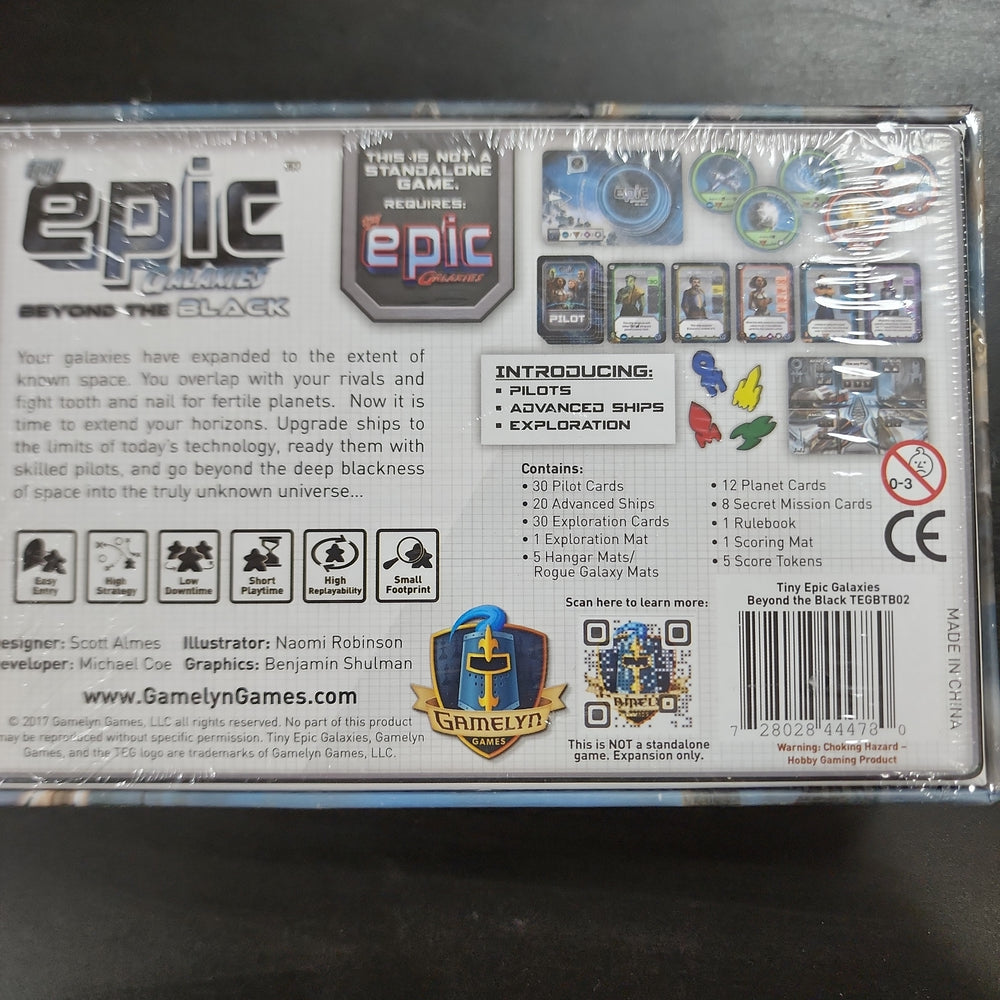 TINY
epic
GALAXIES
BEYOND THE BLACK
THIS IS NOT A
STANDALONE
GAME.
REQUIRES:
epic
GALAXIES
Your galaxies have expanded to the extent of
known space. You overlap with your rivals and
fight tooth and nail for fertile planets. Now it is
time to extend your horizons. Upgrade ships to
the limits of today's technology, ready them with
skilled pilots, and go beyond the deep blackness
of space into the truly unknown universe...
Easy
Entry
High
Strategy
Low
Downtime
Short
Playtime
High
Replayability
Small
Footprint
esigner: Scott Almes Illustrator: Naomi Robinson
eveloper: Michael Coe Graphics: Benjamin Shulman
www.GamelynGames.com
© 2017 Gamelyn Games, LLC all rights reserved. No part of this product
may be reproduced without specific permission. Tiny Epic Galaxies, Gamelyn
Games, and the TEG logo are trademarks of Gamelyn Games, LLC.
GAMELYN
GAMES
epic
PILOT
INTRODUCING:
▪ PILOTS
▪ ADVANCED SHIPS
▪ EXPLORATION
Contains:
• 30 Pilot Cards
• 20 Advanced Ships
• 30 Exploration Cards
• 1 Exploration Mat
• 5 Hangar Mats/
Rogue Galaxy Mats
• 12 Planet Cards
• 8 Secret Mission Cards
• 1 Rulebook
• 1 Scoring Mat
• 5 Score Tokens
0-3
CE
Scan here to learn more:
This is NOT a standalone
game. Expansion only.
Tiny Epic Galaxies
Beyond the Black TEGBTB02
7 28028 44478 0
Warning: Choking Hazard –
Hobby Gaming Product
MADE IN CHINA